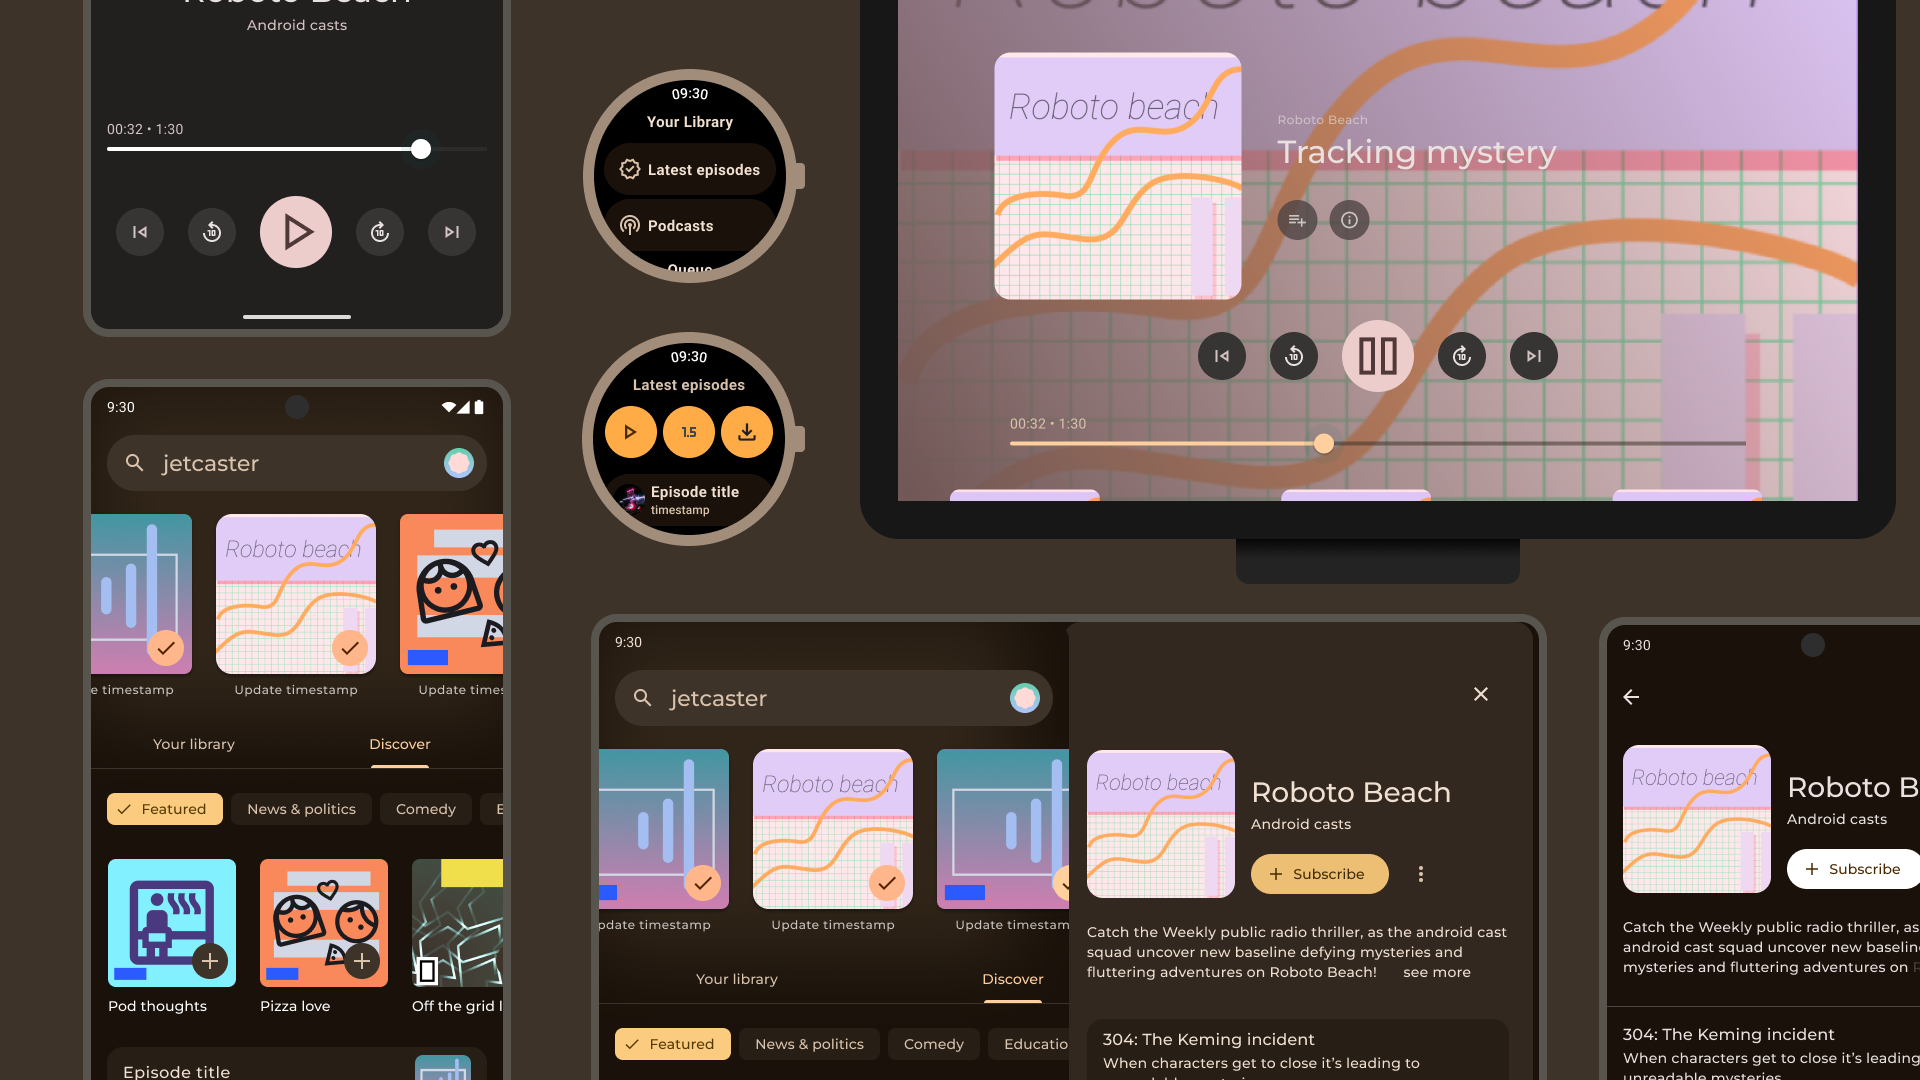 Roboto Beach
Android casts
00:32 • 1:30
10
10
09:30
Your Library
Latest episodes
Podcasts
Queue
09:30
Latest episodes
1.5
Episode title
timestamp
Roboto beach
Roboto beach
Roboto Beach
Tracking mystery
10
10
00:32 • 1:30
9:30
jetcaster
Roboto beach
e timestamp
Update timestamp
Update times
Your library
Discover
Featured
News & politics
Comedy
E
Pod thoughts
Pizza love
Off the grid l
Episode title
9:30
jetcaster
Roboto beach
pdate timestamp
Update timestamp
Update timestam
Your library
Discover
Featured
News & politics
Comedy
Educatio
Roboto beach
Roboto Beach
Android casts
Subscribe
Catch the Weekly public radio thriller, as the android cast
squad uncover new baseline defying mysteries and
fluttering adventures on Roboto Beach! see more
304: The Keming incident
When characters get to close it's leading to
9:30
Roboto beach
Roboto B
Android casts
Subscribe
Catch the Weekly public radio thriller, as
android cast squad uncover new baselin
mysteries and fluttering adventures on R
304: The Keming incident
When characters get to close it's leading
unreadable mysteries